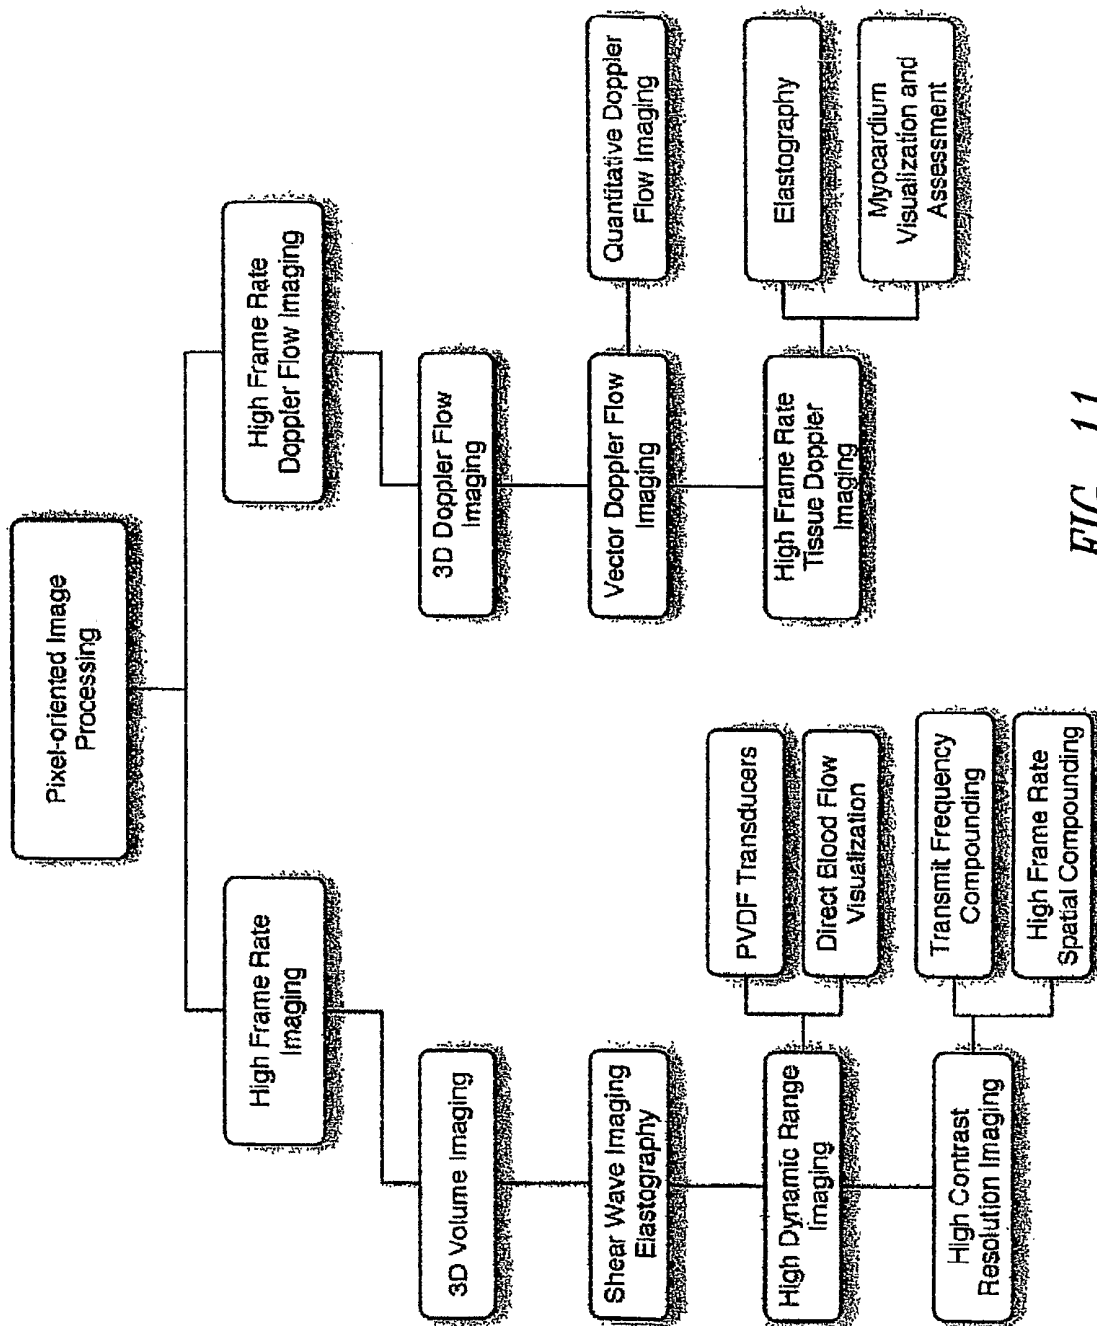 Pixel-oriented Image
Processing
High Frame Rate
Imaging
3D Volume Imaging
Shear Wave Imaging
Elastography
High Dynamic Range
Imaging
PVDF Transducers
Direct Blood Flow
Visualization
High Contrast
Resolution Imaging
Transmit Frequency
Compounding
High Frame Rate
Spatial Compounding
High Frame Rate
Doppler Flow Imaging
3D Doppler Flow
Imaging
Vector Doppler Flow
Imaging
Quantitative Doppler
Flow Imaging
High Frame Rate
Tissue Doppler
Imaging
Elastography
Myocardium
Visualization and
Assessment
FIG. 11